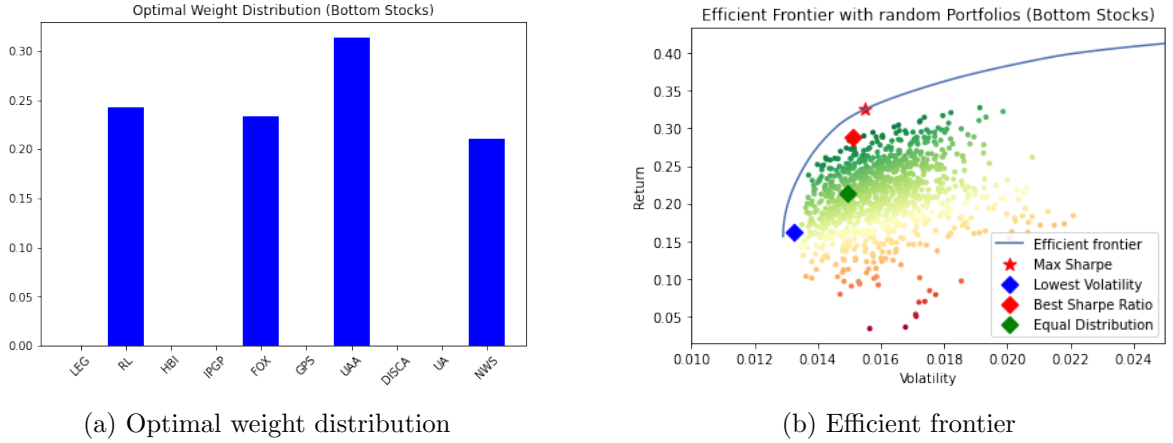 Optimal Weight Distribution (Bottom Stocks)
0.30
0.25
0.20
0.15
0.10
0.05
0.00
LEG
RL
HBI
IPGP
FOX
GPS
UAA
DISCA
UA
NWS
(a) Optimal weight distribution
Efficient Frontier with random Portfolios (Bottom Stocks)
Return
0.40
0.35
0.30
0.25
0.20
0.15
0.10
0.05
Efficient frontier
Max Sharpe
Lowest Volatility
Best Sharpe Ratio
Equal Distribution
0.010
0.012
0.014
0.016
0.018
0.020
0.022
0.024
Volatility
(b) Efficient frontier